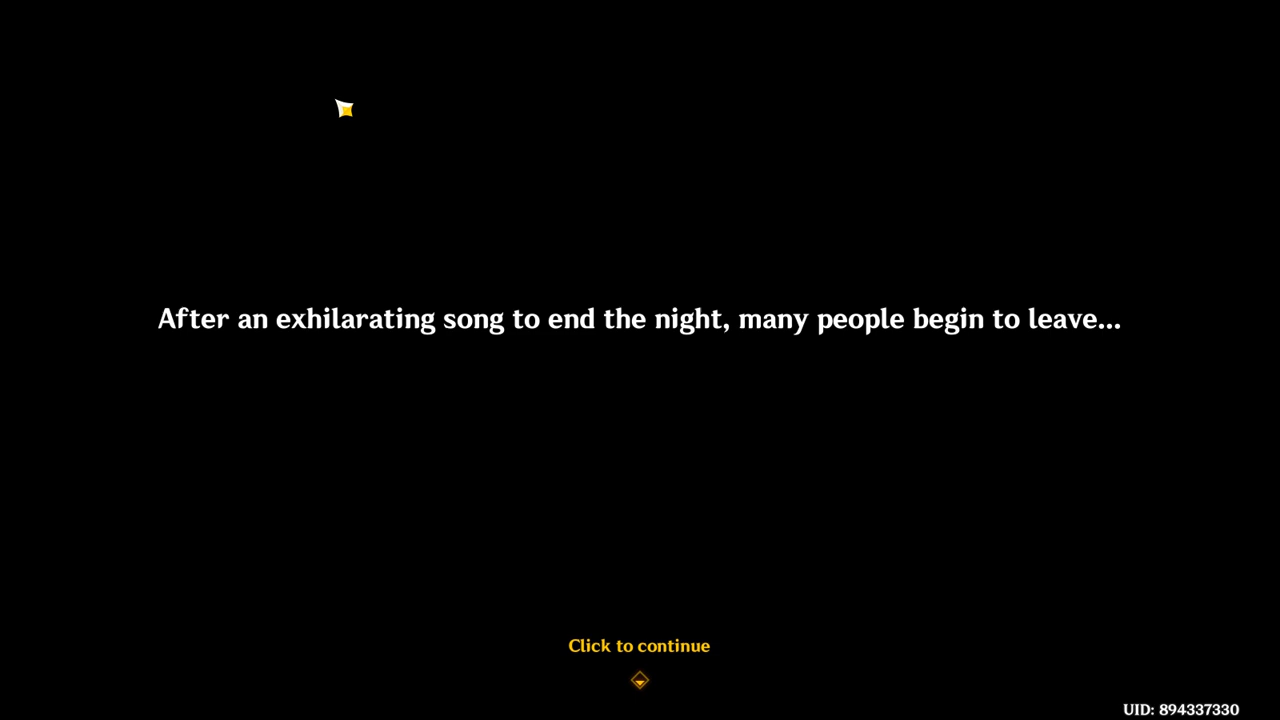 After an exhilarating song to end the night, many people begin to leave...
Click to continue
UID: 894337330